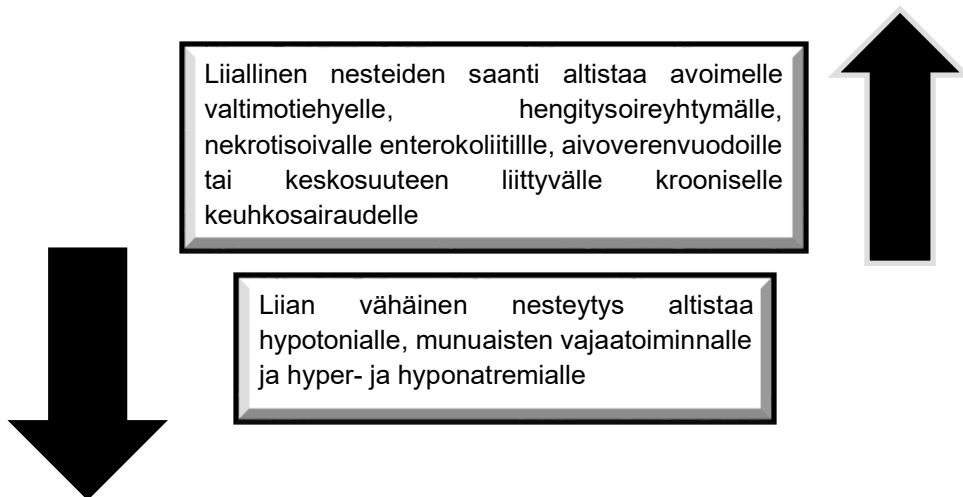 Liiallinen nesteiden saanti altistaa avoimelle
valtimotiehyelle, hengitysoireyhtymälle,
nekrotisoivalle enterokoliitillle, aivoverenvuodoille
tai keskosuuteen liittyvälle krooniselle
keuhkosairaudelle
Liian vähäinen nesteytys altistaa
hypotonialle, munuaisten vajaatoiminnalle
ja hyper- ja hyponatremialle